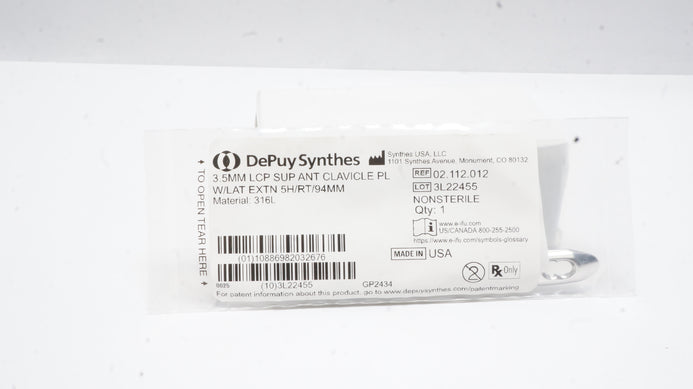 DePuy Synthes
Synthes USA, LLC
1101 Synthes Avenue, Monument, CO 80132
3.5MM LCP SUP ANT CLAVICLE PL
W/LAT EXTN 5H/RT/94MM
Material: 316L
REF 02.112.012
LOT 3L22455
NONSTERILE
Qty: 1
www.e-ifu.com
US/CANADA 800-255-2500
https://www.e-ifu.com/symbols-glossary
MADE IN USA
(01)10886982032676
0025
(10)3L22455
GP2434
Rx Only
For patent information about this product, go to www.depuysynthes.com/patentmarking
TO OPEN TEAR HERE